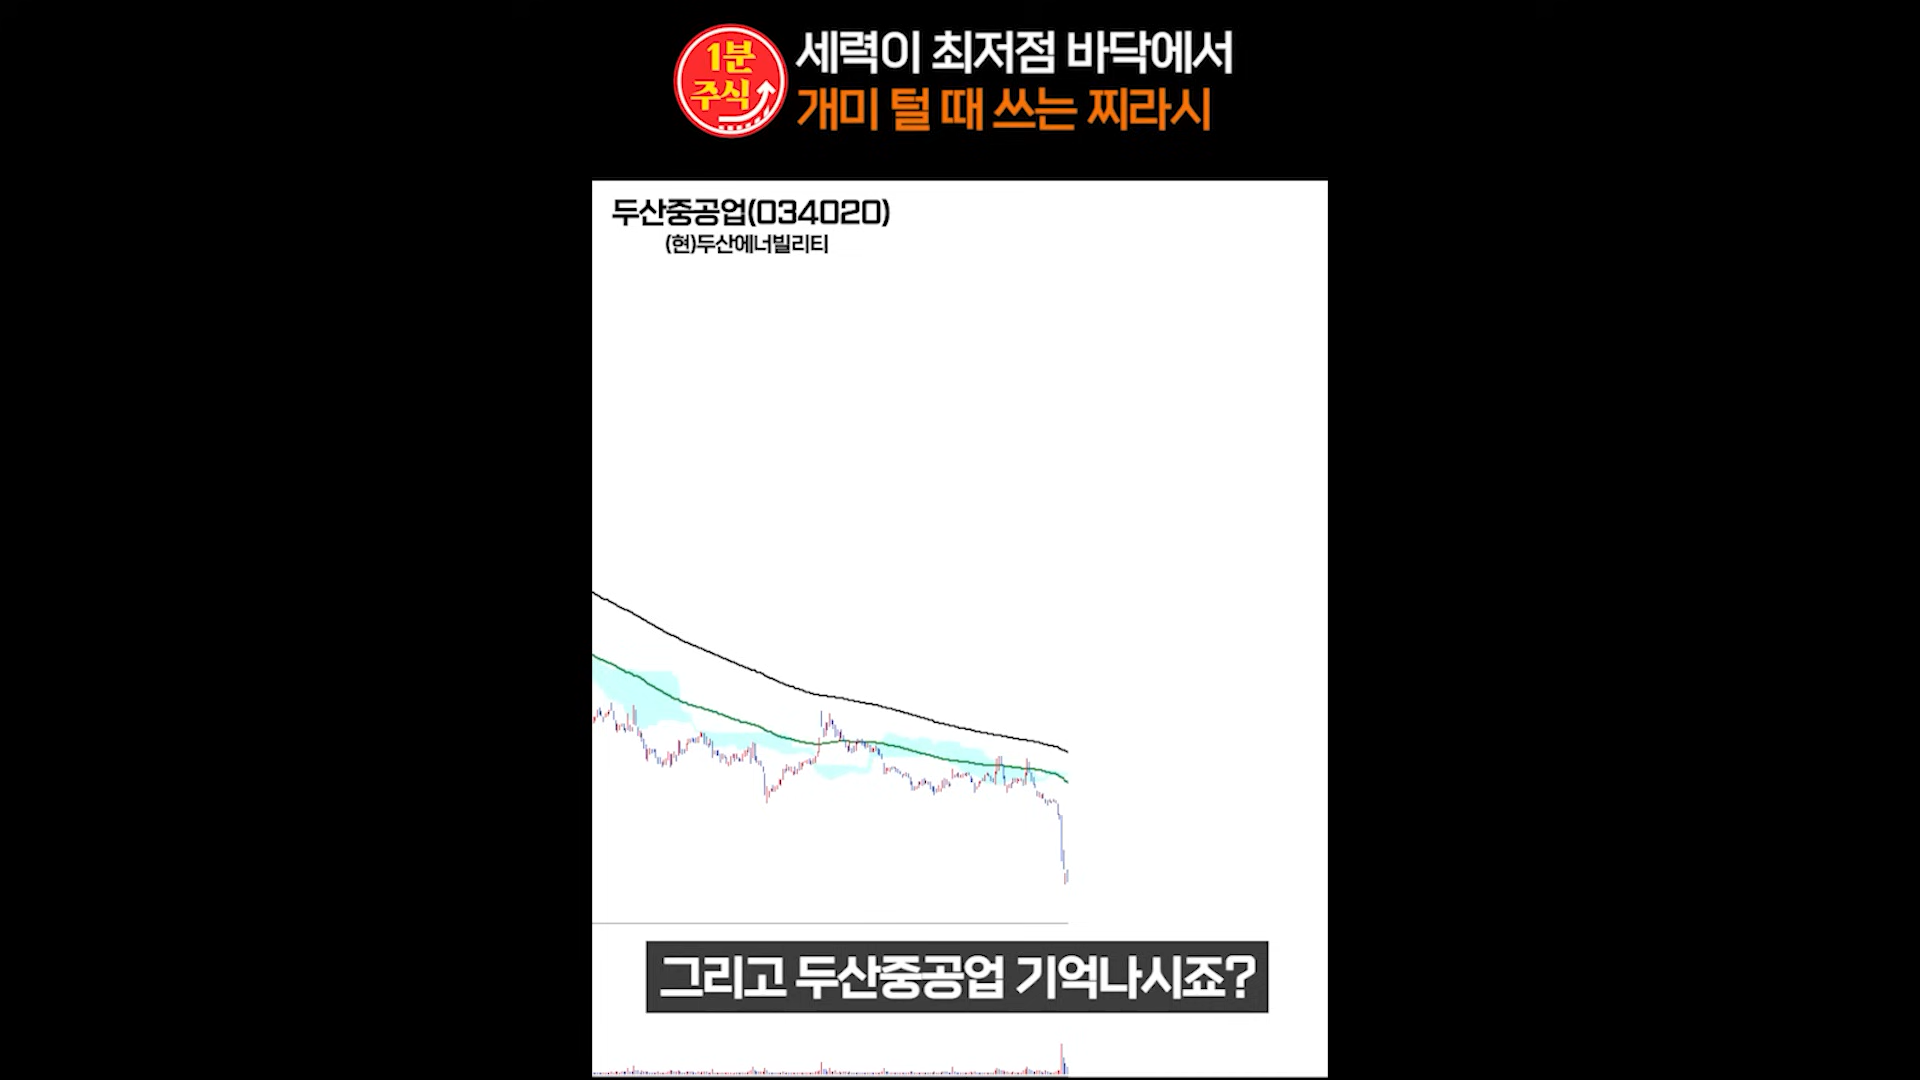 1분
주식
세력이 최저점 바닥에서
개미 털 때 쓰는 찌라시
두산중공업(034020)
(현)두산에너빌리티
그리고 두산중공업 기억나시죠?